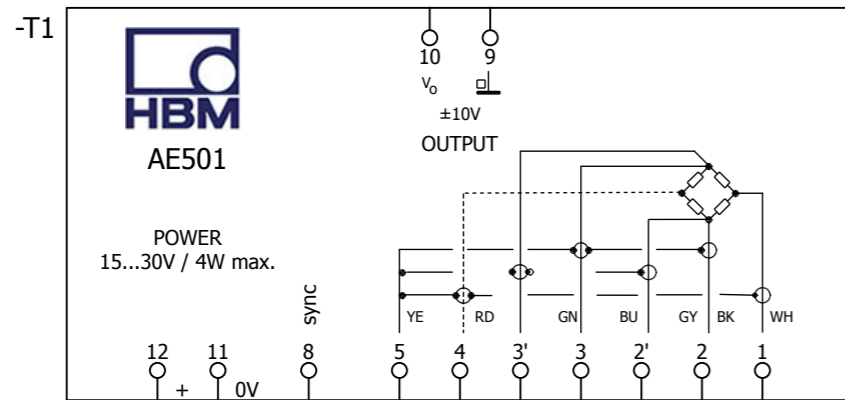 -T1
10 9
HBM
V₀
±10V
OUTPUT
AE501
POWER
15...30V / 4W max.
sync
YE RD GN BU GY BK WH
12 11 8 5 4 3' 3 2' 2 1
+ 0V